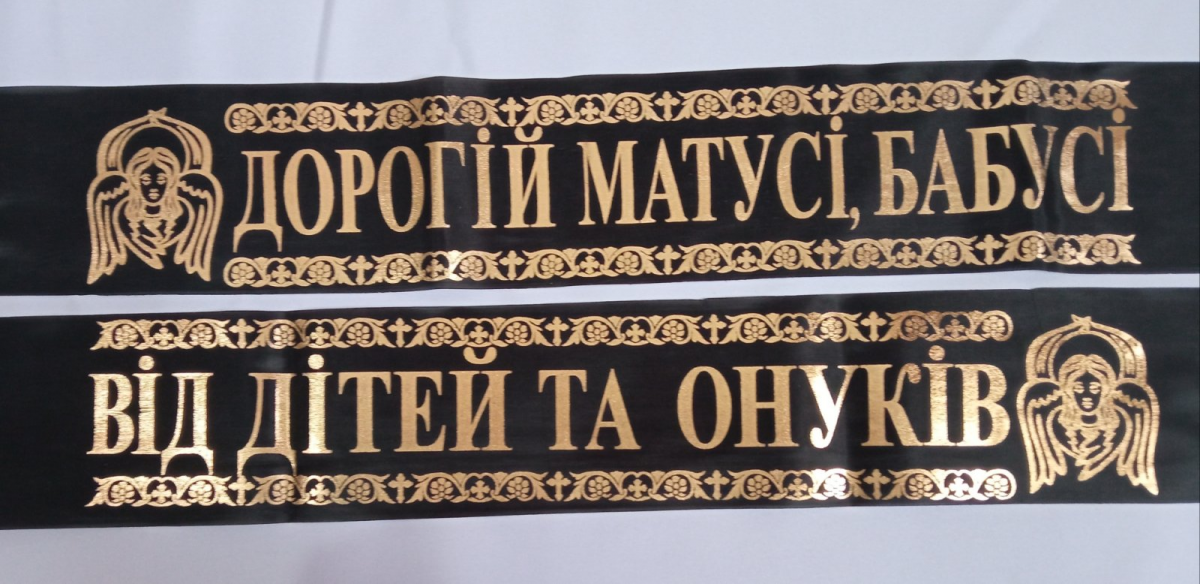 ДОРОГІЙ МАТУСІ, БАБУСІ
ВІД ДІТЕЙ ТА ОНУКІВ